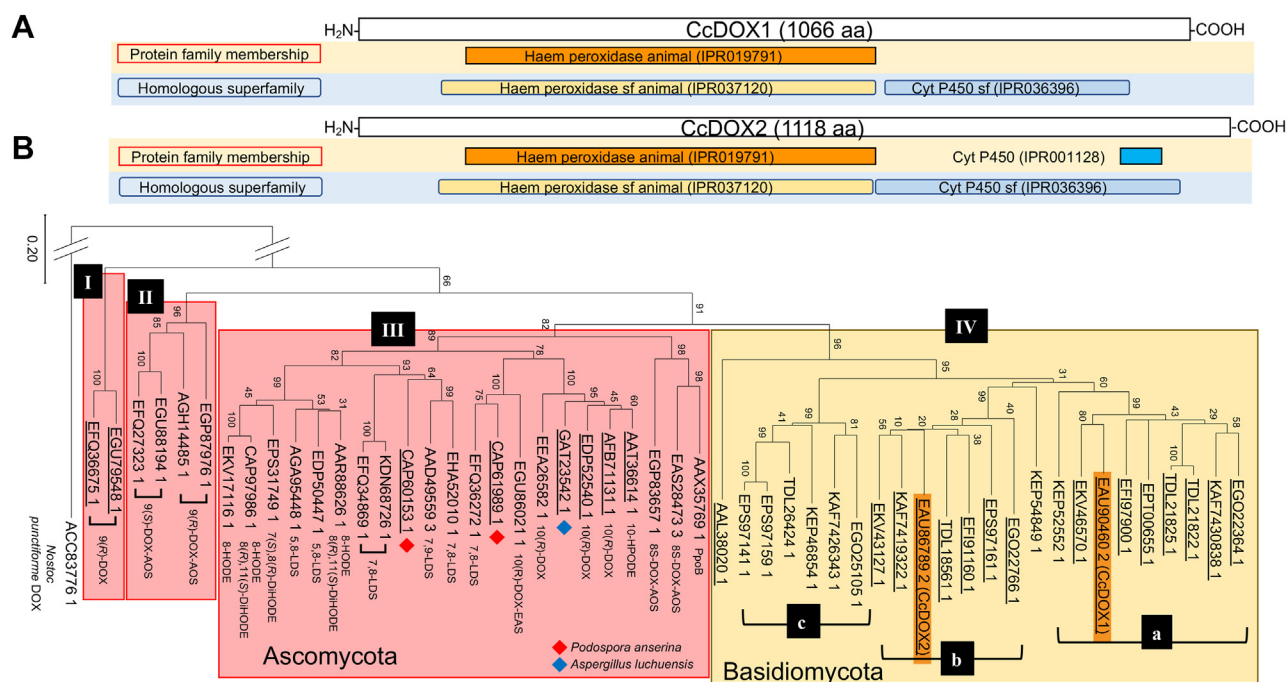 A
H₂N-
CcDOX1 (1066 aa)
-COOH
Protein family membership
Haem peroxidase animal (IPR019791)
Homologous superfamily
Haem peroxidase sf animal (IPR037120)
Cyt P450 sf (IPR036396)
H₂N-
CcDOX2 (1118 aa)
-COOH
B
Protein family membership
Haem peroxidase animal (IPR019791)
Cyt P450 (IPR001128)
Homologous superfamily
Haem peroxidase sf animal (IPR037120)
Cyt P450 sf (IPR036396)
0.20
I
II
III
IV
66
91
82
96
96
85
100
100
89
82
78
98
98
93
99
64
99
45
100
53
31
100
75
100
95
45
60
95
99
41
99
81
31
60
99
80
43
29
58
100
40
28
38
20
10
56
ACC83776 1
Nostoc
punctiforme DOX
EFQ36675 1
EGU79548 1
9(R)-DOX
EFQ27323 1
EGU88194 1
9(S)-DOX-AOS
AGH14485 1
EGP87976 1
9(R)-DOX-AOS
EKV17116 1 8-HODE
CAP97986 1 8-HODE
8(R),11(S)-DiHODE
EPS31749 1 7(S),8(R)-DiHODE
AGA95448 1 5,8-LDS
EDP50447 1 5,8-LDS
AAR88626 1 8-HODE
8(R),11(S)-DiHODE
EFQ34869 1
KDN68726 1
7,8-LDS
CAP60153 1
AAD49559 3 7,9-LDS
EHA52010 1 7,8-LDS
EFQ36272 1 7,8-LDS
CAP61989 1
EGU86021 1 10(R)-DOX-EAS
EEA26582 1 10(R)-DOX
GAT23542 1
EDP52540 1 10(R)-DOX
AFB71131 1 10(R)-DOX
AAT36614 1 10-HPODE
EGP83657 1 8S-DOX-AOS
EAS28473 3 8S-DOX-AOS
AAX35789 1 PpoB
AAL38020 1
EPS97141 1
EPS97159 1
TDL26424 1
KEP46854 1
KAF7426343 1
EGO25105 1
EKV43127 1
KAF7419322 1
EAU86789 2 (CcDOX2)
TDL18561 1
EFI91160 1
EPS97161 1
EGO02766 1
KEP54849 1
KEP52552 1
EKV46570 1
EAU90460 2 (CcDOX1)
EFI97900 1
EPT00655 1
TDL21825 1
TDL21822 1
KAF7430838 1
EGO22364 1
c
b
a
Podospora anserina
Aspergillus luchuensis
Ascomycota
Basidiomycota